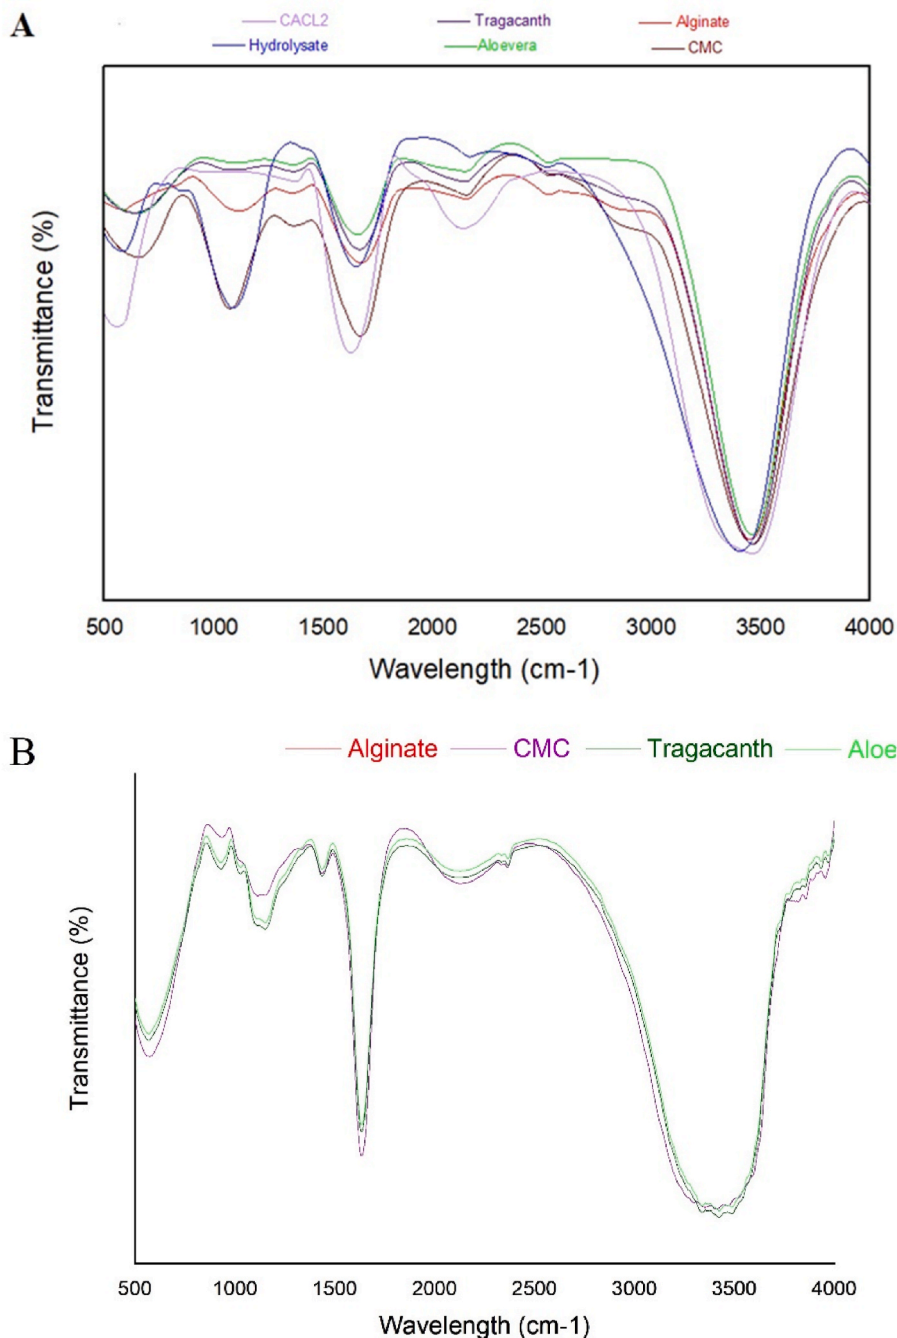 A
CACL2 Tragacanth Alginate
Hydrolysate Aloevera CMC
Transmittance (%)
500 1000 1500 2000 2500 3000 3500 4000
Wavelength (cm-1)
B
Alginate CMC Tragacanth Aloe
Transmittance (%)
500 1000 1500 2000 2500 3000 3500 4000
Wavelength (cm-1)